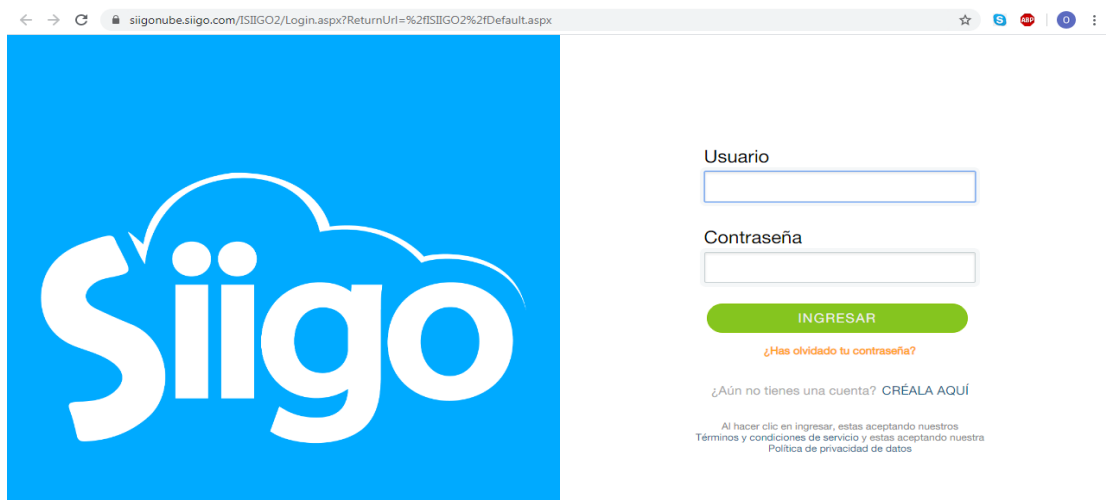 siigonube.siigo.com/ISIIGO2/Login.aspx?ReturnUrl=%2fISIIGO2%2fDefault.aspx
S
ABP
O
Siigo
Usuario
Contraseña
INGRESAR
¿Has olvidado tu contraseña?
¿Aún no tienes una cuenta? CRÉALA AQUÍ
Al hacer clic en ingresar, estas aceptando nuestros
Términos y condiciones de servicio y estas aceptando nuestra
Política de privacidad de datos